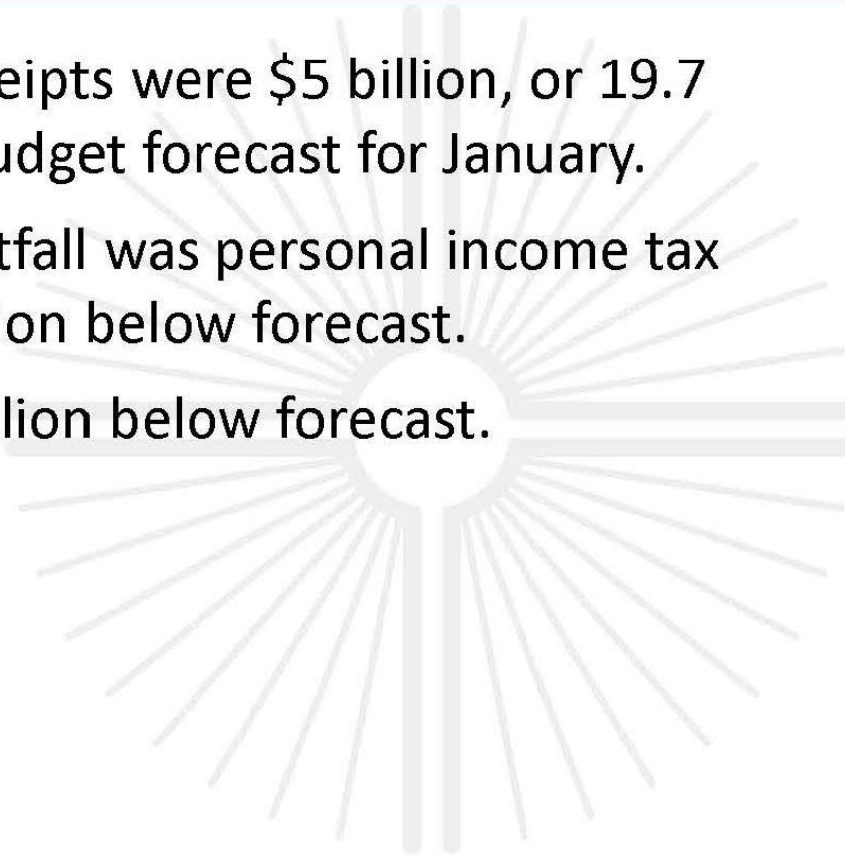 eipts were $5 billion, or 19.7
udget forecast for January.
tfall was personal income tax
on below forecast.
lion below forecast.